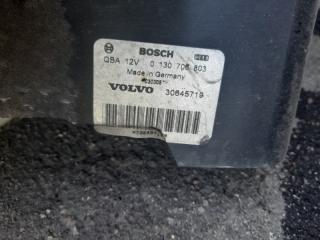 BOSCH
QBA 12V 0 130 706 803
Made in Germany
VOLVO 30645719